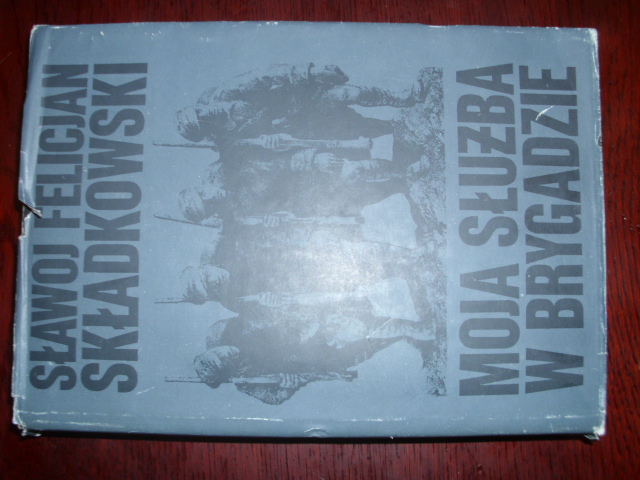 SŁAWOJ FELICJAN
SKŁADKOWSKI
MOJA SŁUŻBA
W BRYGADZIE